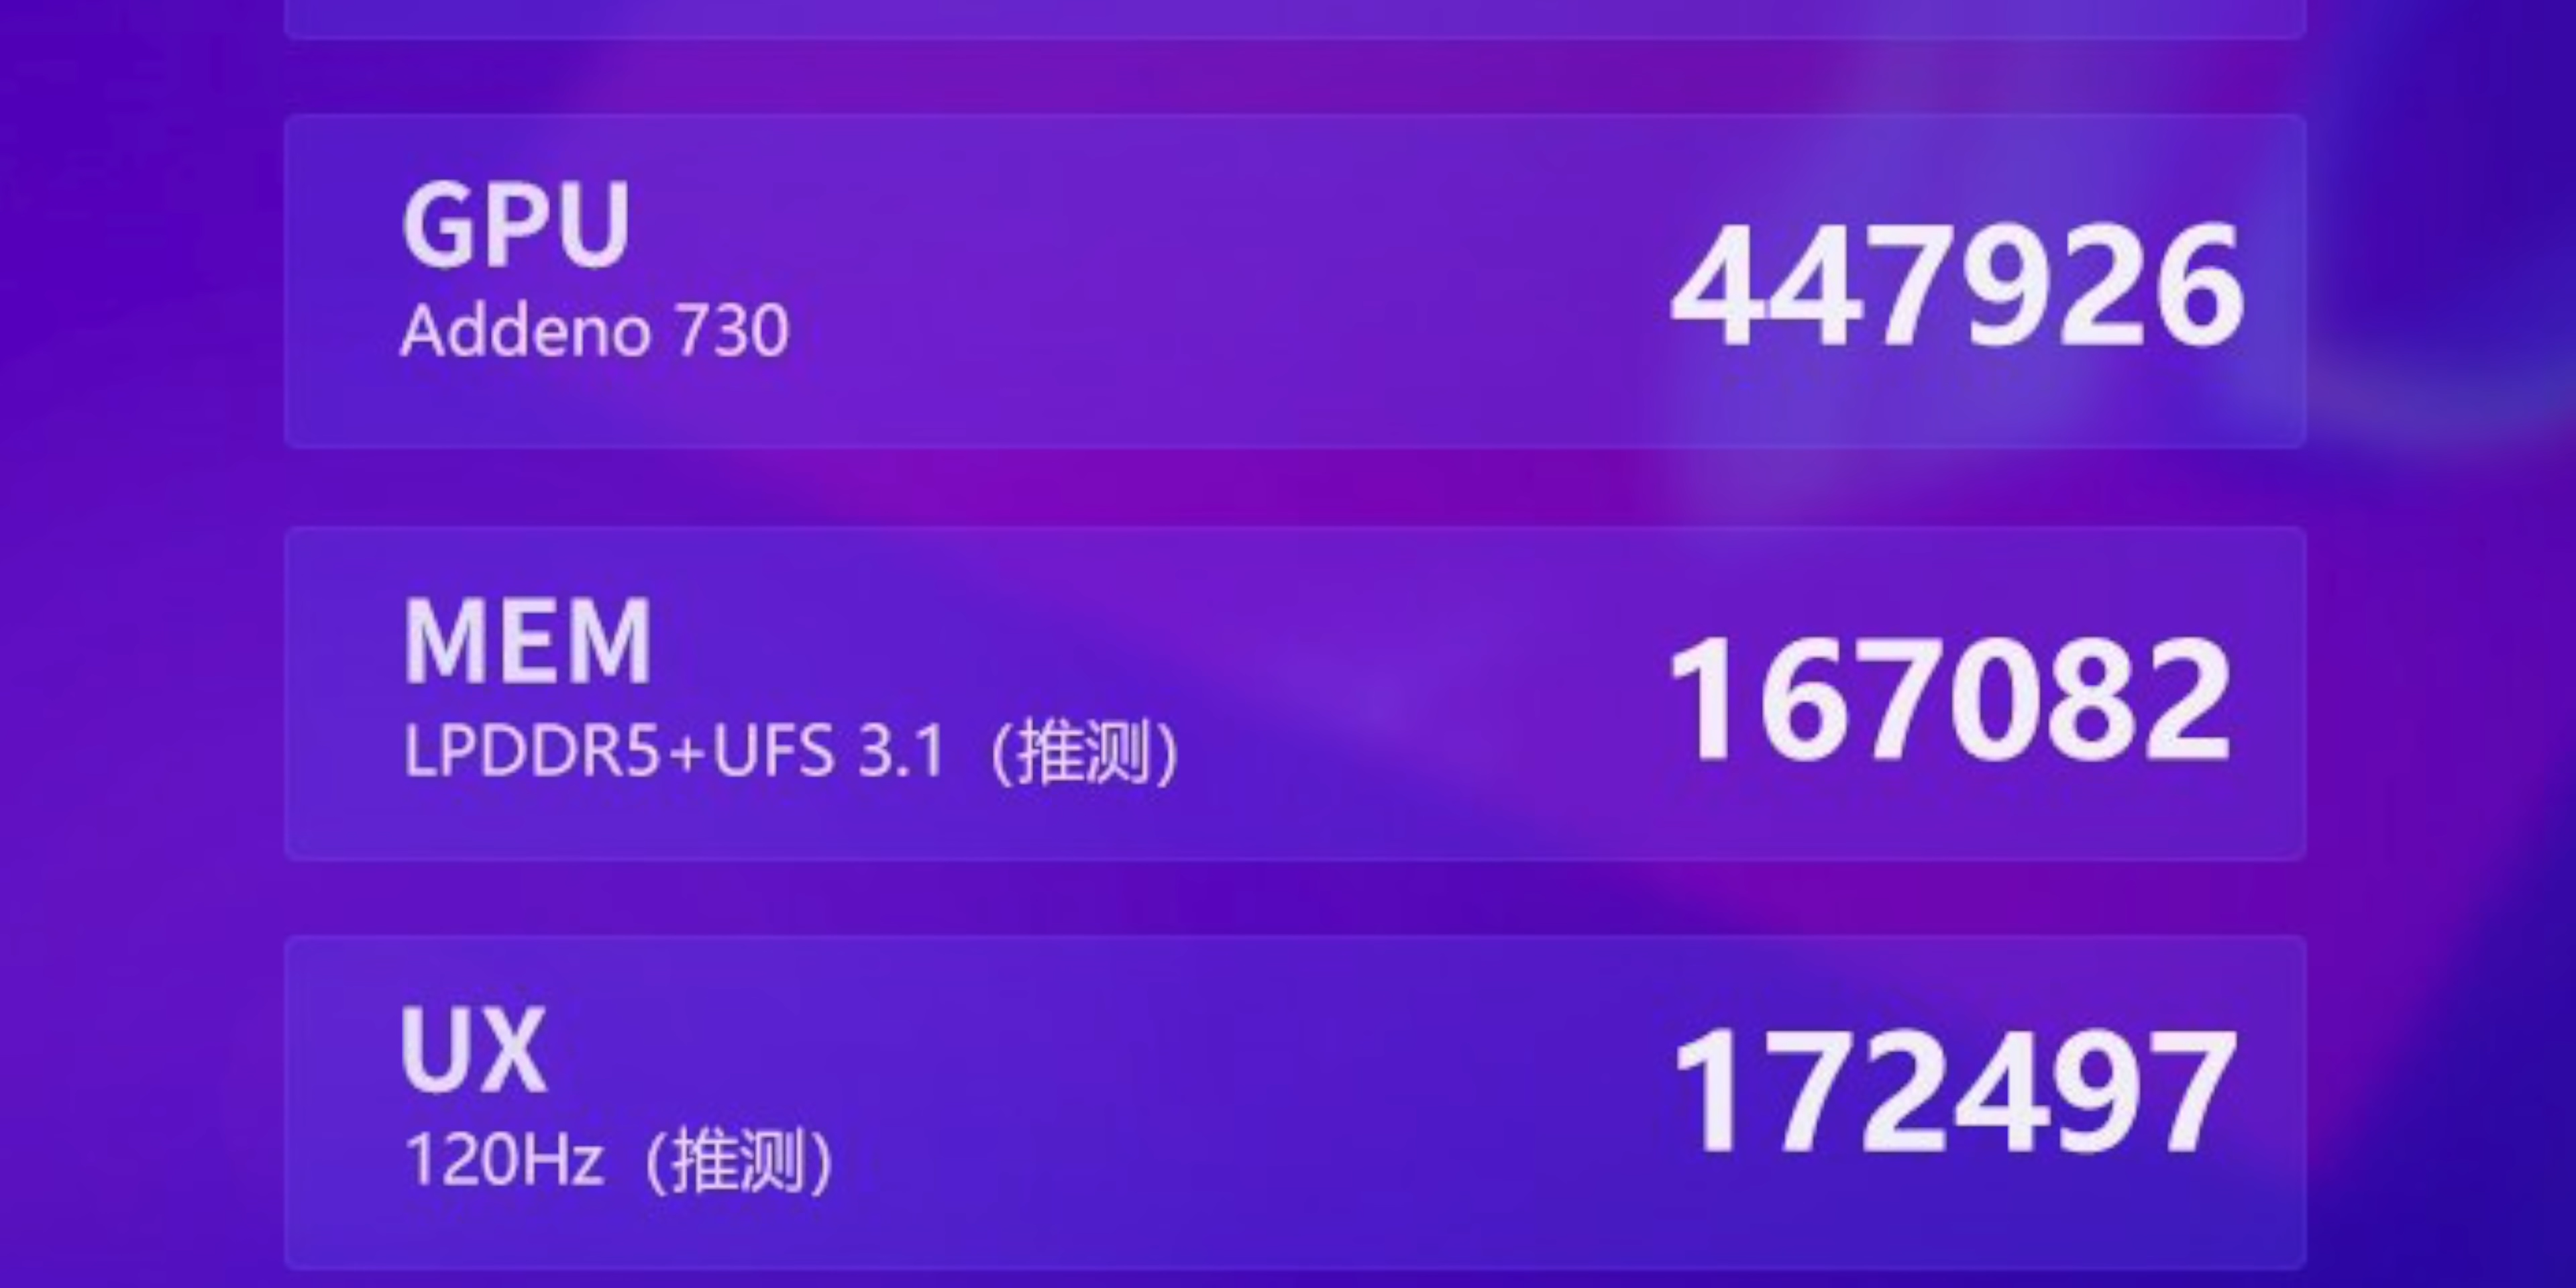 GPU
447926
Addeno 730
MEM
167082
LPDDR5+UFS 3.1（推测）
UX
172497
120Hz（推测）